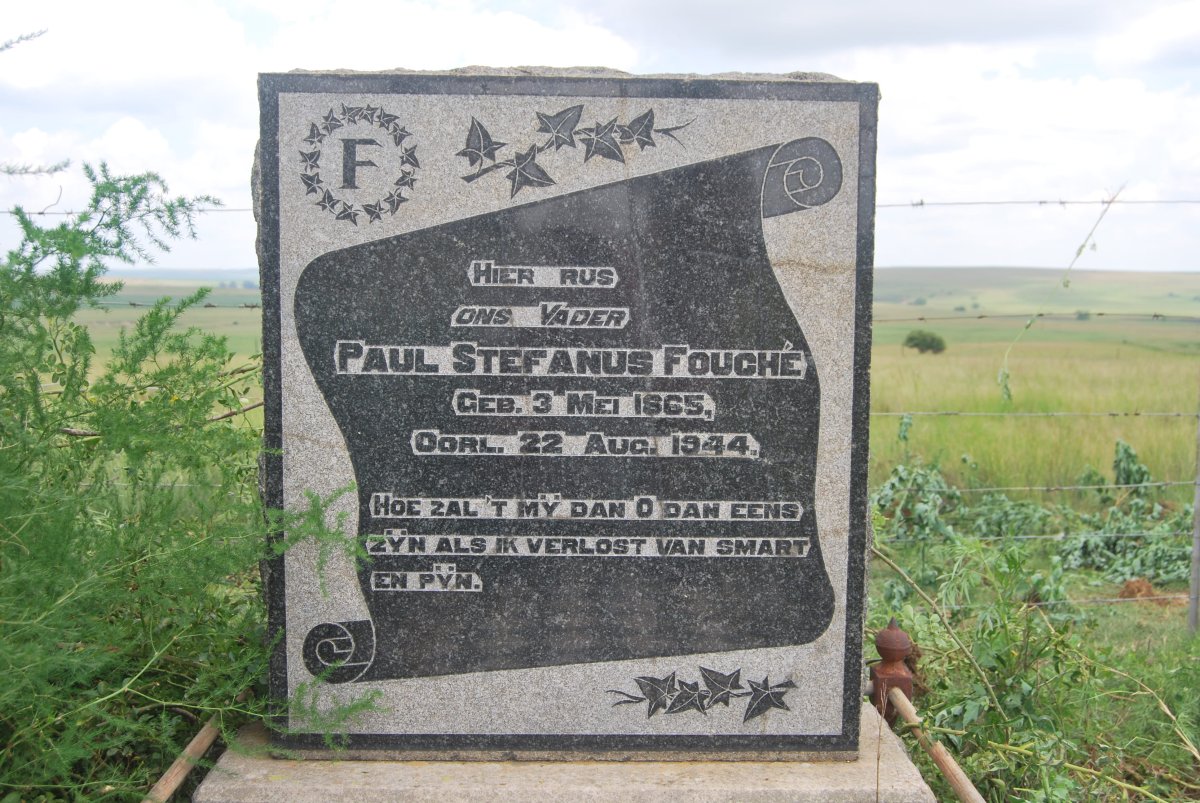 F
HIER RUS
ONS VADER
PAUL STEFANUS FOUCHÉ
GEB. 3 MEI 1865,
OORL. 22 AUG. 1944.
HOE ZAL 'T MŸ DAN O DAN EENS
ZŸN ALS IK VERLOST VAN SMART
EN PŸN.